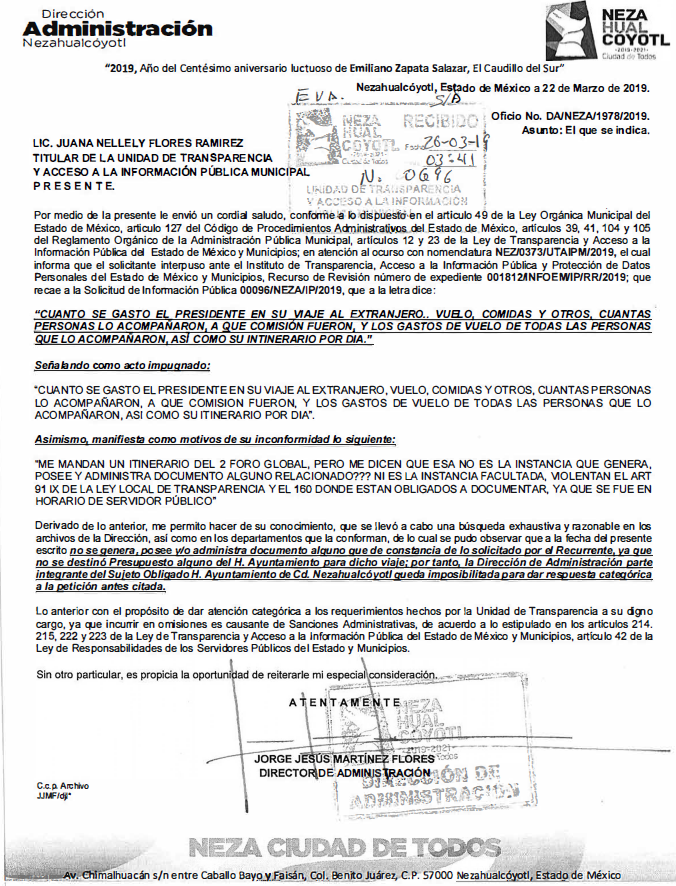 Dirección
Administración
Nezahualcóyotl
NEZA
HUAL
COYOTL
-2019-2021-
Ciudad de Todos
“2019, Año del Centésimo aniversario luctuoso de Emiliano Zapata Salazar, El Caudillo del Sur”
Nezahualcóyotl, Estado de México a 22 de Marzo de 2019.
EVA.
S/A
Oficio No. DA/NEZA/1978/2019.
Asunto: El que se indica.
NEZA
HUAL
COYOTL
-2019-2021-
Ciudad de Todos
RECIBIDO
Fecha 26-03-19
03:41
N. 0696
UNIDAD DE TRANSPARENCIA
Y ACCESO A LA INFORMACIÓN
LIC. JUANA NELLELY FLORES RAMIREZ
TITULAR DE LA UNIDAD DE TRANSPARENCIA
Y ACCESO A LA INFORMACIÓN PÚBLICA MUNICIPAL
P R E S E N T E.
Por medio de la presente le envió un cordial saludo, conforme a lo dispuesto en el artículo 49 de la Ley Orgánica Municipal del
Estado de México, articulo 127 del Código de Procedimientos Administrativos del Estado de México, artículos 39, 41, 104 y 105
del Reglamento Orgánico de la Administración Pública Municipal, artículos 12 y 23 de la Ley de Transparencia y Acceso a la
Información Pública del Estado de México y Municipios; en atención al ocurso con nomenclatura NEZ/0373/UTAIPM/2019, el cual
informa que el solicitante interpuso ante el Instituto de Transparencia, Acceso a la Información Pública y Protección de Datos
Personales del Estado de México y Municipios, Recurso de Revisión número de expediente 001812/INFOEM/IP/RR/2019; que
recae a la Solicitud de Información Pública 00096/NEZA/IP/2019, que a la letra dice:
“CUANTO SE GASTO EL PRESIDENTE EN SU VIAJE AL EXTRANJERO.. VUELO, COMIDAS Y OTROS, CUANTAS
PERSONAS LO ACOMPAÑARON, A QUE COMISIÓN FUERON, Y LOS GASTOS DE VUELO DE TODAS LAS PERSONAS
QUE LO ACOMPAÑARON, ASÍ COMO SU INTINERARIO POR DIA.”
Señalando como acto impugnado:
“CUANTO SE GASTO EL PRESIDENTE EN SU VIAJE AL EXTRANJERO, VUELO, COMIDAS Y OTROS, CUANTAS PERSONAS
LO ACOMPAÑARON, A QUE COMISION FUERON, Y LOS GASTOS DE VUELO DE TODAS LAS PERSONAS QUE LO
ACOMPAÑARON, ASI COMO SU ITINERARIO POR DIA”.
Asimismo, manifiesta como motivos de su inconformidad lo siguiente:
“ME MANDAN UN ITINERARIO DEL 2 FORO GLOBAL, PERO ME DICEN QUE ESA NO ES LA INSTANCIA QUE GENERA,
POSEE Y ADMINISTRA DOCUMENTO ALGUNO RELACIONADO??? NI ES LA INSTANCIA FACULTADA, VIOLENTAN EL ART
91 IX DE LA LEY LOCAL DE TRANSPARENCIA Y EL 160 DONDE ESTAN OBLIGADOS A DOCUMENTAR, YA QUE SE FUE EN
HORARIO DE SERVIDOR PÚBLICO”
Derivado de lo anterior, me permito hacer de su conocimiento, que se llevó a cabo una búsqueda exhaustiva y razonable en los
archivos de la Dirección, así como en los departamentos que la conforman, de lo cual se pudo observar que a la fecha del presente
escrito no se genera, posee y/o administra documento alguno que de constancia de lo solicitado por el Recurrente, ya que
no se destinó Presupuesto alguno del H. Ayuntamiento para dicho viaje; por tanto, la Dirección de Administración parte
integrante del Sujeto Obligado H. Ayuntamiento de Cd. Nezahualcóyotl queda imposibilitada para dar respuesta categórica
a la petición antes citada.
Lo anterior con el propósito de dar atención categórica a los requerimientos hechos por la Unidad de Transparencia a su digno
cargo, ya que incurrir en omisiones es causante de Sanciones Administrativas, de acuerdo a lo estipulado en los artículos 214.
215, 222 y 223 de la Ley de Transparencia y Acceso a la Información Pública del Estado de México y Municipios, artículo 42 de la
Ley de Responsabilidades de los Servidores Públicos del Estado y Municipios.
Sin otro particular, es propicia la oportunidad de reiterarle mi especial consideración.
A T E N T A M E N T E
NEZA
HUAL
COYOTL
-2019-2021-
Todos
JORGE JESÚS MARTÍNEZ FLORES
DIRECTOR DE ADMINISTRACIÓN
DIRECCIÓN DE
ADMINISTRACIÓN
C.c.p. Archivo
JJMF/djl*
NEZA CIUDAD DE TODOS
Av. Chimalhuacán s/n entre Caballo Bayo y Faisán, Col. Benito Juárez, C.P. 57000 Nezahualcóyotl, Estado de México